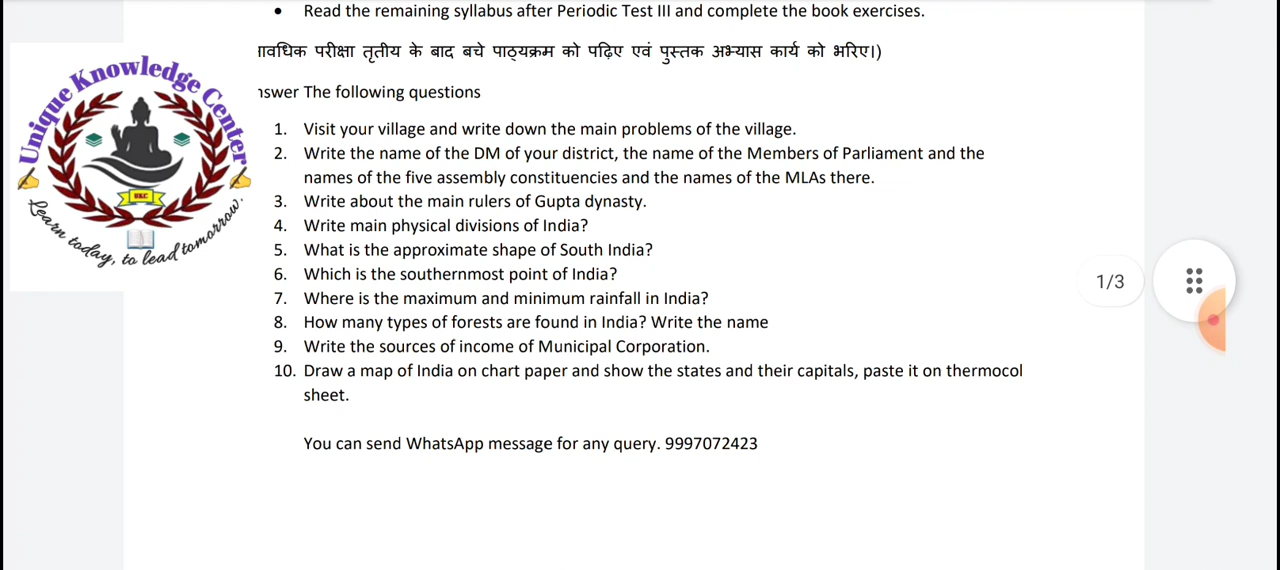 • Read the remaining syllabus after Periodic Test III and complete the book exercises.
ावधिक परीक्षा तृतीय के बाद बचे पाठ्यक्रम को पढ़िए एवं पुस्तक अभ्यास कार्य को भरिए।)
Unique Knowledge Center
UKC
Learn today, to lead tomorrow.
nswer The following questions
1. Visit your village and write down the main problems of the village.
2. Write the name of the DM of your district, the name of the Members of Parliament and the
names of the five assembly constituencies and the names of the MLAs there.
3. Write about the main rulers of Gupta dynasty.
4. Write main physical divisions of India?
5. What is the approximate shape of South India?
6. Which is the southernmost point of India?
7. Where is the maximum and minimum rainfall in India?
8. How many types of forests are found in India? Write the name
9. Write the sources of income of Municipal Corporation.
10. Draw a map of India on chart paper and show the states and their capitals, paste it on thermocol
sheet.
You can send WhatsApp message for any query. 9997072423
1/3